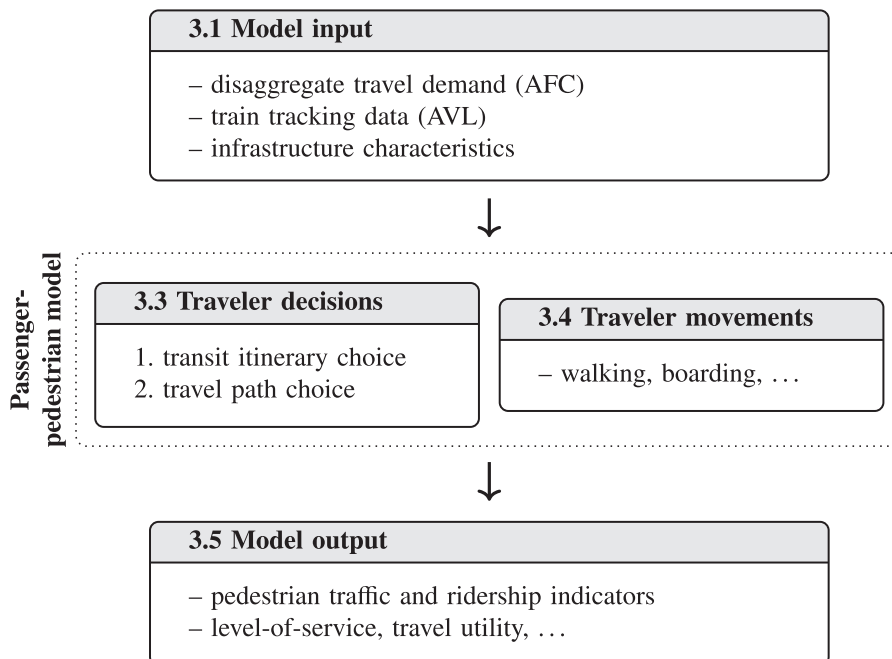 3.1 Model input
– disaggregate travel demand (AFC)
– train tracking data (AVL)
– infrastructure characteristics
Passenger-
pedestrian model
3.3 Traveler decisions
1. transit itinerary choice
2. travel path choice
3.4 Traveler movements
– walking, boarding, …
3.5 Model output
– pedestrian traffic and ridership indicators
– level-of-service, travel utility, …